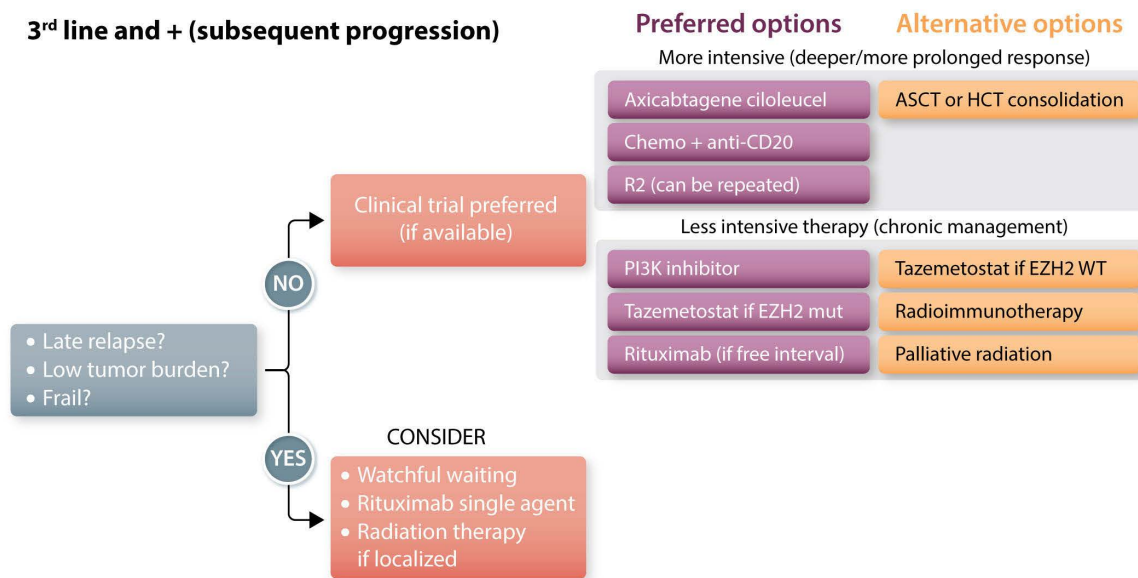 3rd line and + (subsequent progression)
Preferred options
Alternative options
More intensive (deeper/more prolonged response)
Axicabtagene ciloleucel
ASCT or HCT consolidation
Chemo + anti-CD20
R2 (can be repeated)
Less intensive therapy (chronic management)
PI3K inhibitor
Tazemetostat if EZH2 WT
Tazemetostat if EZH2 mut
Radioimmunotherapy
Rituximab (if free interval)
Palliative radiation
Clinical trial preferred
(if available)
NO
• Late relapse?
• Low tumor burden?
• Frail?
YES
CONSIDER
• Watchful waiting
• Rituximab single agent
• Radiation therapy
if localized